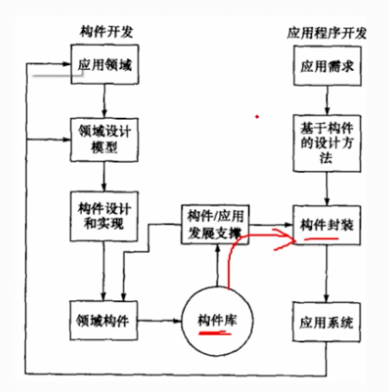 构件开发
应用程序开发
应用领域
应用需求
领域设计
模型
基于构件
的设计方
法
构件设计
和实现
构件/应用
发展支撑
构件封装
领域构件
构件库
应用系统